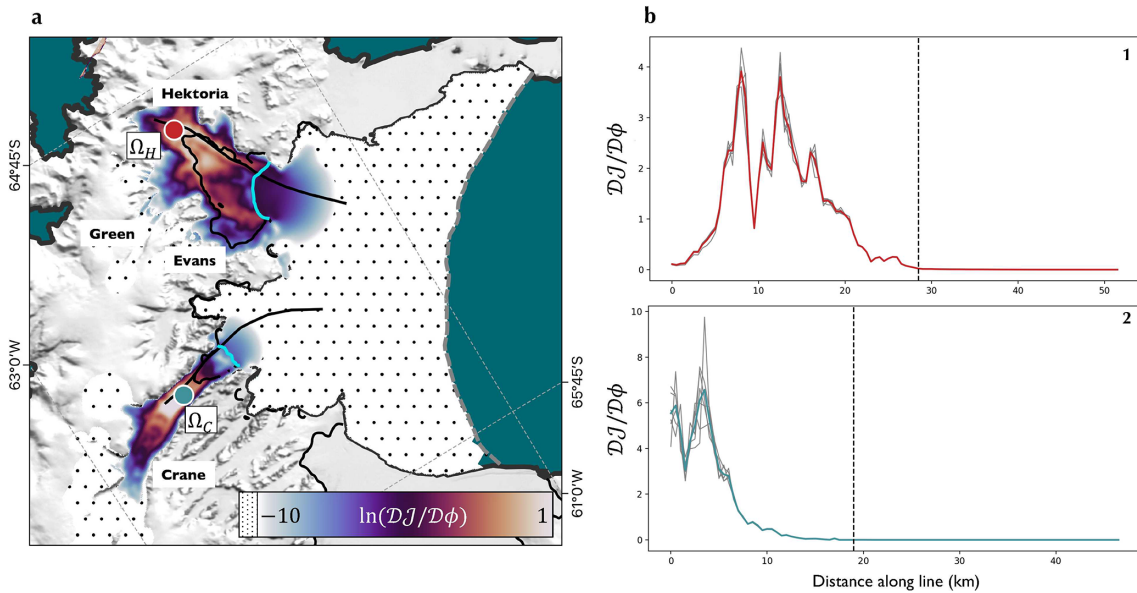 a
Hektoria
Ω_H
Green
Evans
Ω_C
Crane
64°45'S
63°0'W
65°45'S
61°0'W
−10 ln(𝒟𝒥/𝒟ϕ) 1
b
1
𝒟𝒥/𝒟ϕ
4
3
2
1
0
0 10 20 30 40 50
2
𝒟𝒥/𝒟ϕ
10
8
6
4
2
0
0 10 20 30 40
Distance along line (km)